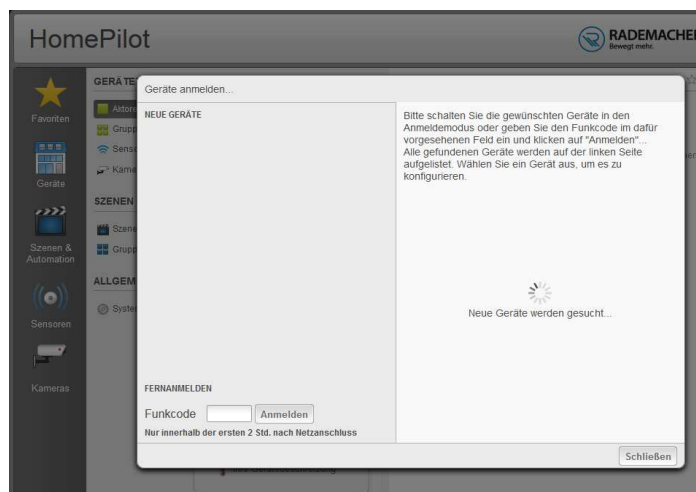 HomePilot
RADEMACHER
Bewegt mehr.
Favoriten
Geräte
Szenen &
Automation
Sensoren
Kameras
GERÄTE
SZENEN
Szene
Grupp
ALLGEM
Syste
Geräte anmelden...
NEUE GERÄTE
Bitte schalten Sie die gewünschten Geräte in den
Anmeldemodus oder geben Sie den Funkcode im dafür
vorgesehenen Feld ein und klicken auf "Anmelden"...
Alle gefundenen Geräte werden auf der linken Seite
aufgelistet. Wählen Sie ein Gerät aus, um es zu
konfigurieren.
Neue Geräte werden gesucht...
FERNANMELDEN
Funkcode Anmelden
Nur innerhalb der ersten 2 Std. nach Netzanschluss
Schließen